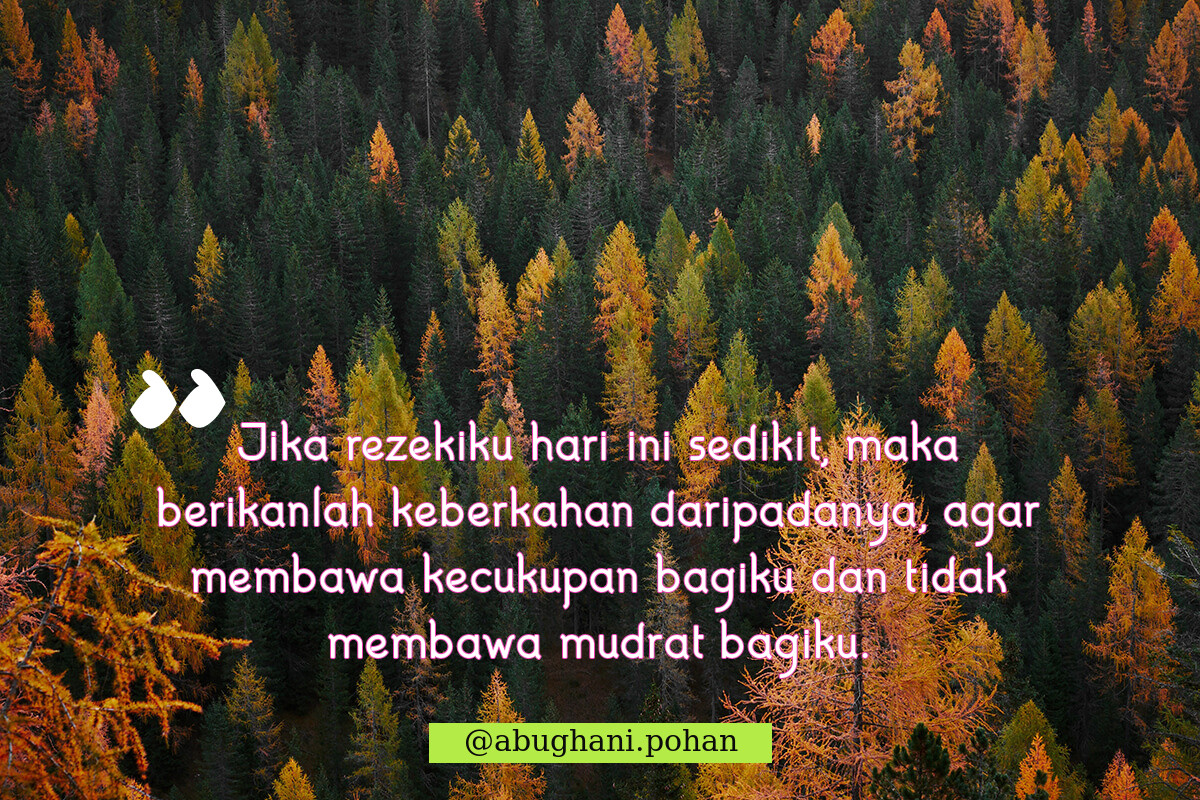 Jika rezekiku hari ini sedikit, maka
berikanlah keberkahan daripadanya, agar
membawa kecukupan bagiku dan tidak
membawa mudrat bagiku.
@abughani.pohan